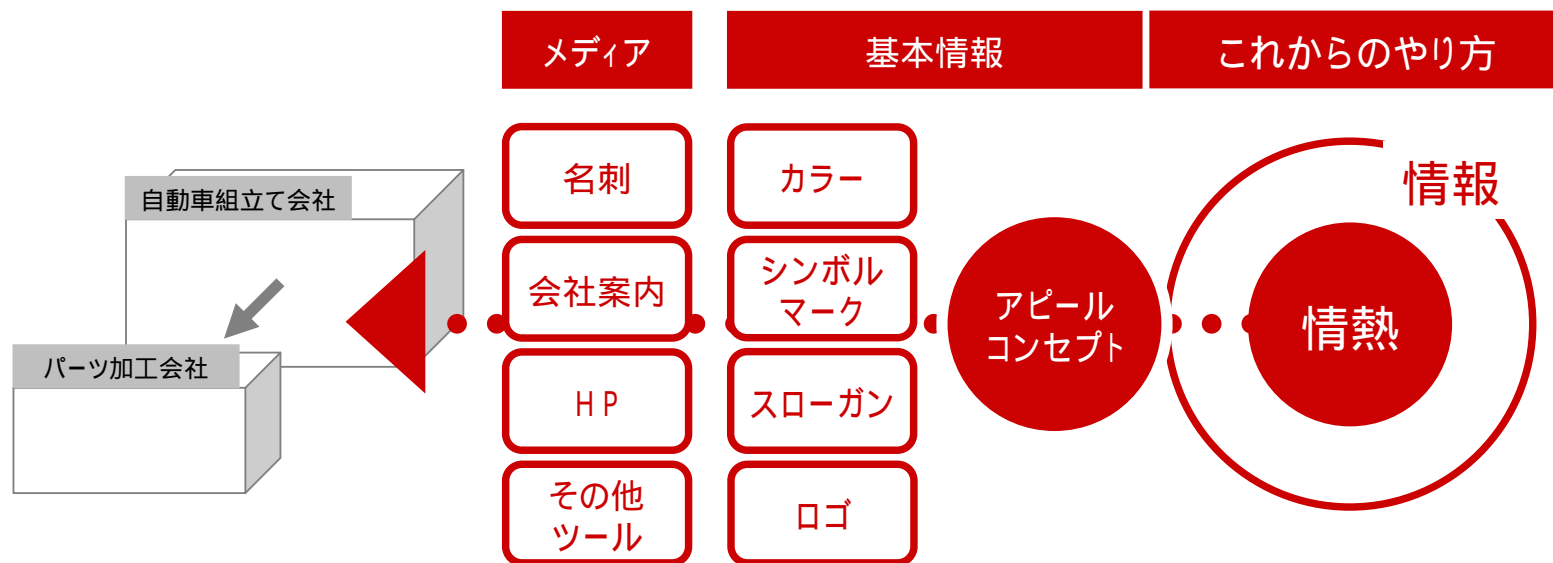 メディア
基本情報
これからのやり方
自動車組立て会社
パーツ加工会社
名刺
会社案内
ＨＰ
その他
ツール
カラー
シンボル
マーク
スローガン
ロゴ
アピール
コンセプト
情報
情熱